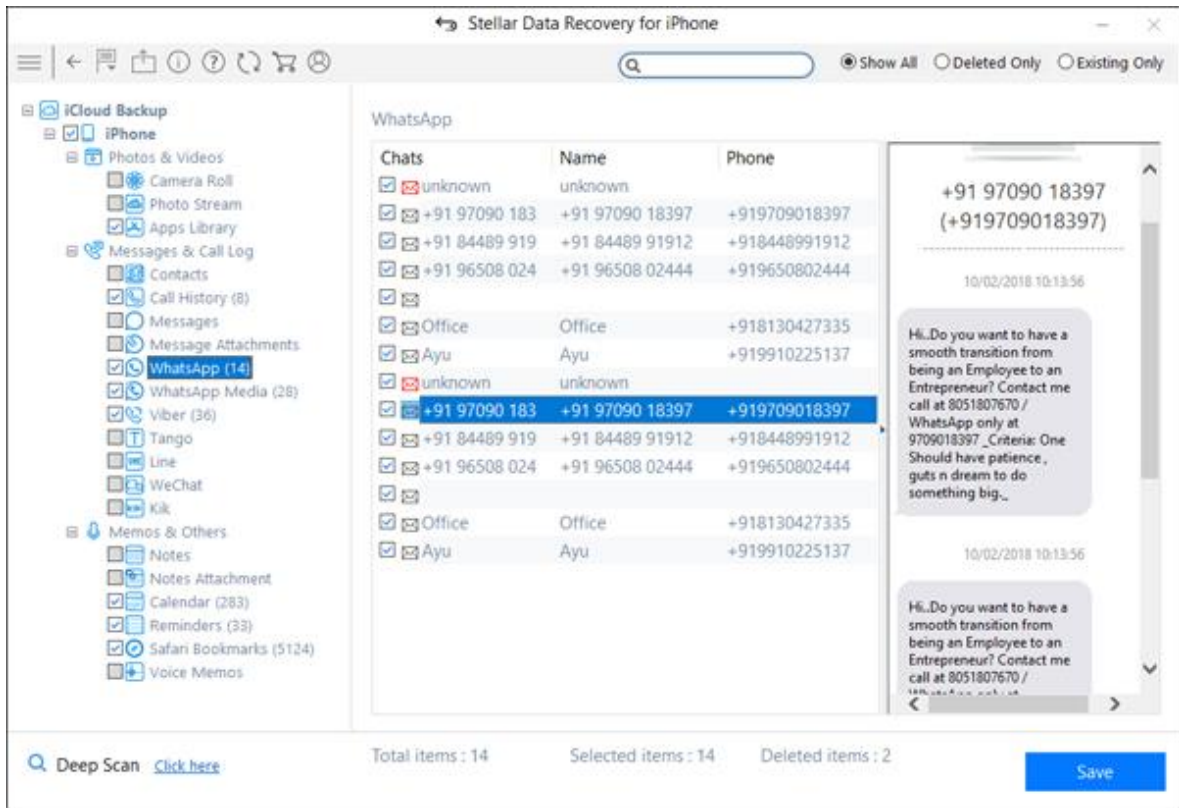 Stellar Data Recovery for iPhone
Show All Deleted Only Existing Only
iCloud Backup
iPhone
Photos & Videos
Camera Roll
Photo Stream
Apps Library
Messages & Call Log
Contacts
Call History (8)
Messages
Message Attachments
WhatsApp (14)
WhatsApp Media (28)
Viber (36)
Tango
Line
WeChat
Kik
Memos & Others
Notes
Notes Attachment
Calendar (283)
Reminders (33)
Safari Bookmarks (5124)
Voice Memos
WhatsApp
Chats Name Phone
unknown unknown
+91 97090 183 +91 97090 18397 +919709018397
+91 84489 919 +91 84489 91912 +918448991912
+91 96508 024 +91 96508 02444 +919650802444
Office Office +918130427335
Ayu Ayu +919910225137
unknown unknown
+91 97090 183 +91 97090 18397 +919709018397
+91 84489 919 +91 84489 91912 +918448991912
+91 96508 024 +91 96508 02444 +919650802444
Office Office +918130427335
Ayu Ayu +919910225137
+91 97090 18397
(+919709018397)
10/02/2018 10:13:56
Hi..Do you want to have a
smooth transition from
being an Employee to an
Entrepreneur? Contact me
call at 8051807670 /
WhatsApp only at
9709018397 _Criteria: One
Should have patience ,
guts n dream to do
something big._
10/02/2018 10:13:56
Hi..Do you want to have a
smooth transition from
being an Employee to an
Entrepreneur? Contact me
call at 8051807670 /
Deep Scan Click here
Total items : 14 Selected items : 14 Deleted items : 2
Save